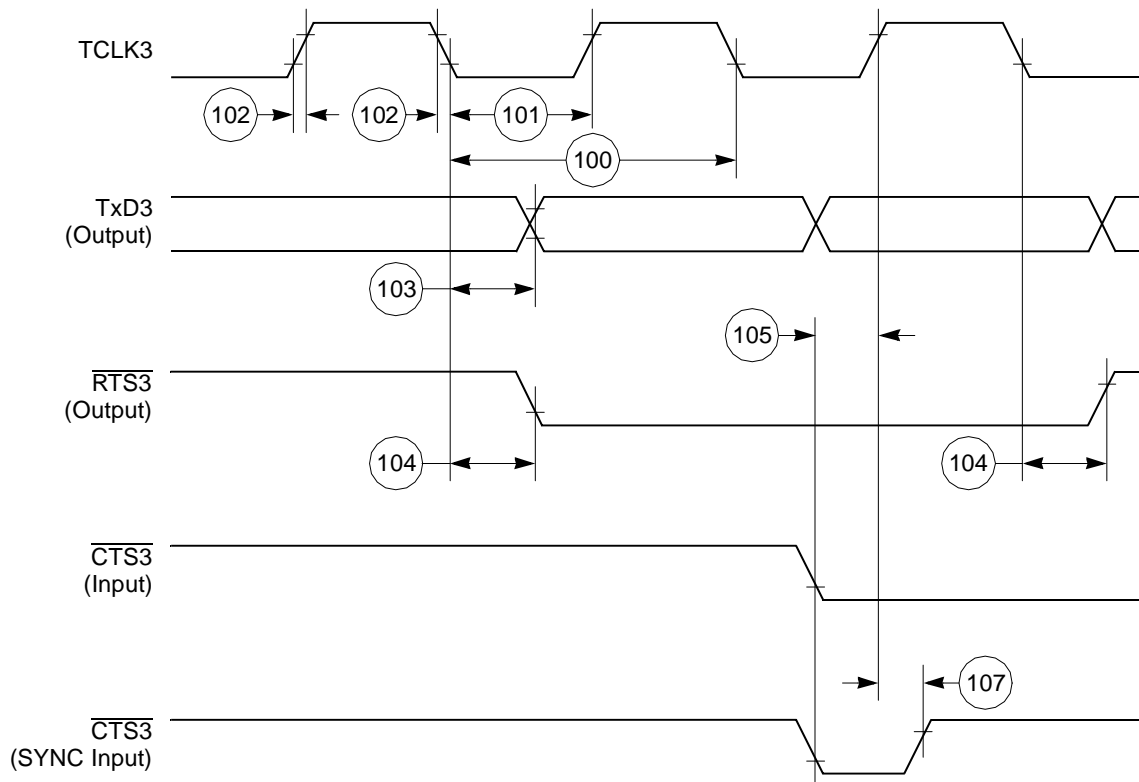 TCLK3
102
102
101
100
TxD3
(Output)
103
105
RTS3
(Output)
104
104
CTS3
(Input)
107
CTS3
(SYNC Input)